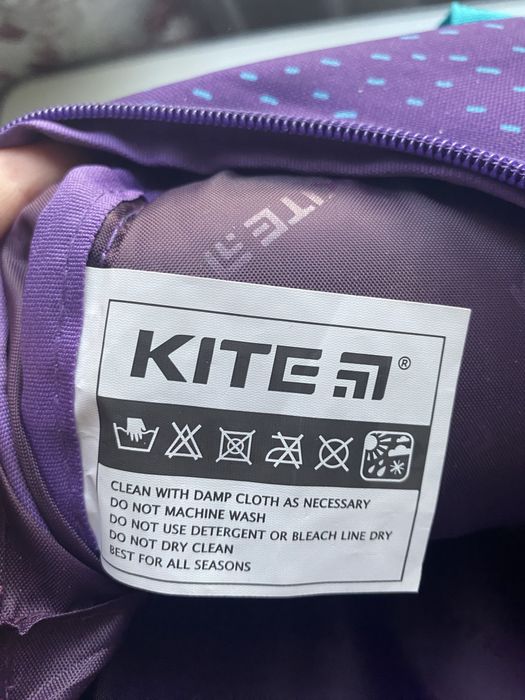 KITE
KITE ®
CLEAN WITH DAMP CLOTH AS NECESSARY
DO NOT MACHINE WASH
DO NOT USE DETERGENT OR BLEACH LINE DRY
DO NOT DRY CLEAN
BEST FOR ALL SEASONS